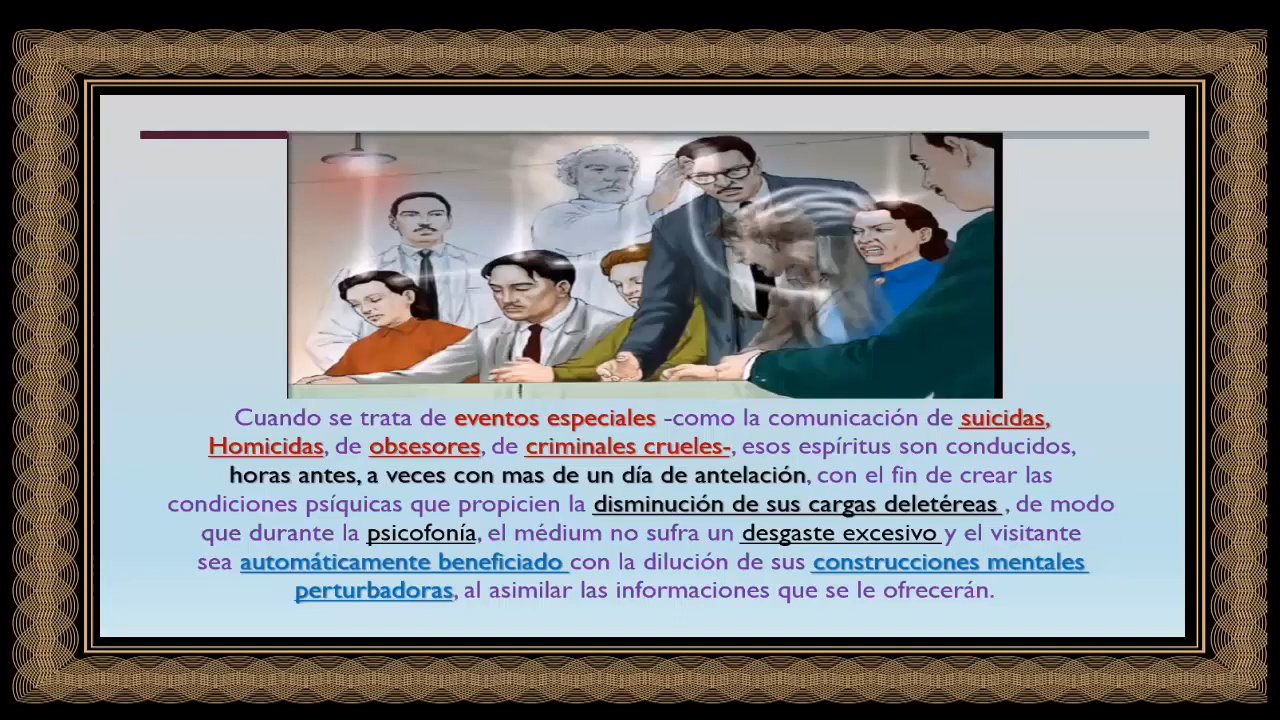 Cuando se trata de eventos especiales -como la comunicación de suicidas,
Homicidas, de obsesores, de criminales crueles-, esos espíritus son conducidos,
horas antes, a veces con mas de un día de antelación, con el fin de crear las
condiciones psíquicas que propicien la disminución de sus cargas deletéreas , de modo
que durante la psicofonía, el médium no sufra un desgaste excesivo y el visitante
sea automáticamente beneficiado con la dilución de sus construcciones mentales
perturbadoras, al asimilar las informaciones que se le ofrecerán.